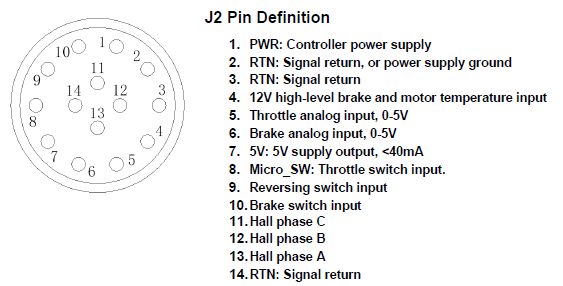 J2 Pin Definition
1. PWR: Controller power supply
2. RTN: Signal return, or power supply ground
3. RTN: Signal return
4. 12V high-level brake and motor temperature input
5. Throttle analog input, 0-5V
6. Brake analog input, 0-5V
7. 5V: 5V supply output, <40mA
8. Micro_SW: Throttle switch input.
9. Reversing switch input
10. Brake switch input
11. Hall phase C
12. Hall phase B
13. Hall phase A
14. RTN: Signal return
10 1 2
11
9
14 12 3
13
8
4
7
6 5